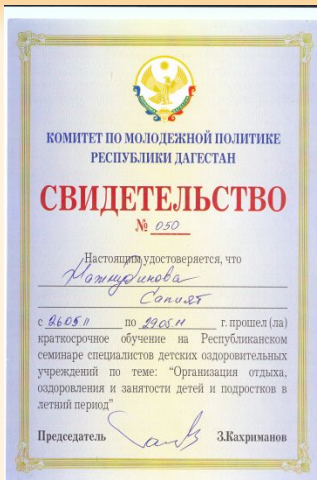 КОМИТЕТ ПО МОЛОДЕЖНОЙ ПОЛИТИКЕ
РЕСПУБЛИКИ ДАГЕСТАН
СВИДЕТЕЛЬСТВО
№ 050
Настоящим удостоверяется, что
Нажмудинова
Сапият
с 26.05 11 по 29.05.11 г. прошел (ла)
краткосрочное обучение на Республиканском
семинаре специалистов детских оздоровительных
учреждений по теме: "Организация отдыха,
оздоровления и занятости детей и подростков в
летний период"
Председатель З.Кахриманов